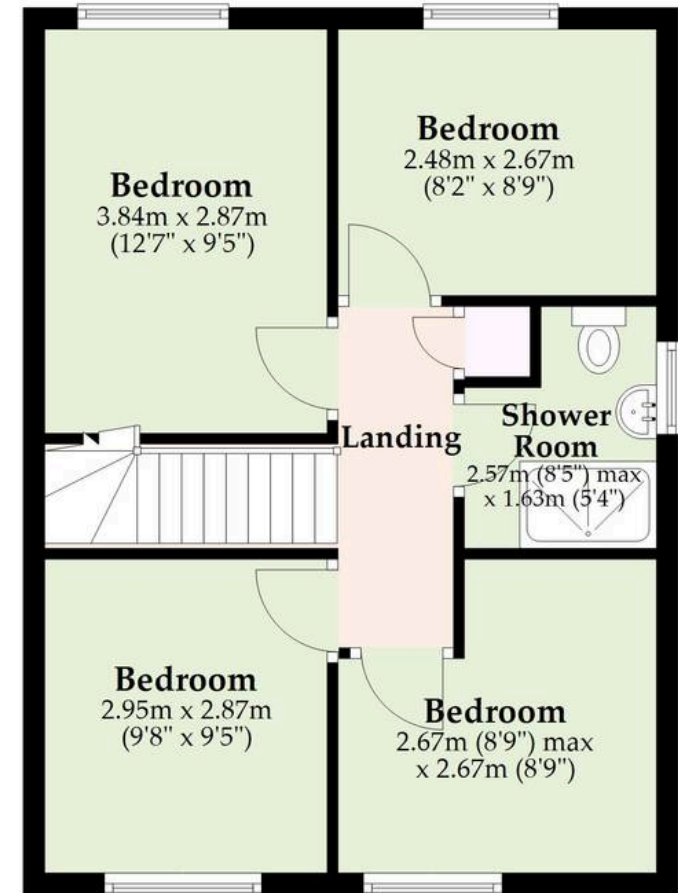 Bedroom
3.84m x 2.87m
(12'7" x 9'5")
Bedroom
2.48m x 2.67m
(8'2" x 8'9")
Landing
Shower
Room
2.57m (8'5") max
x 1.63m (5'4")
Bedroom
2.95m x 2.87m
(9'8" x 9'5")
Bedroom
2.67m (8'9") max
x 2.67m (8'9")